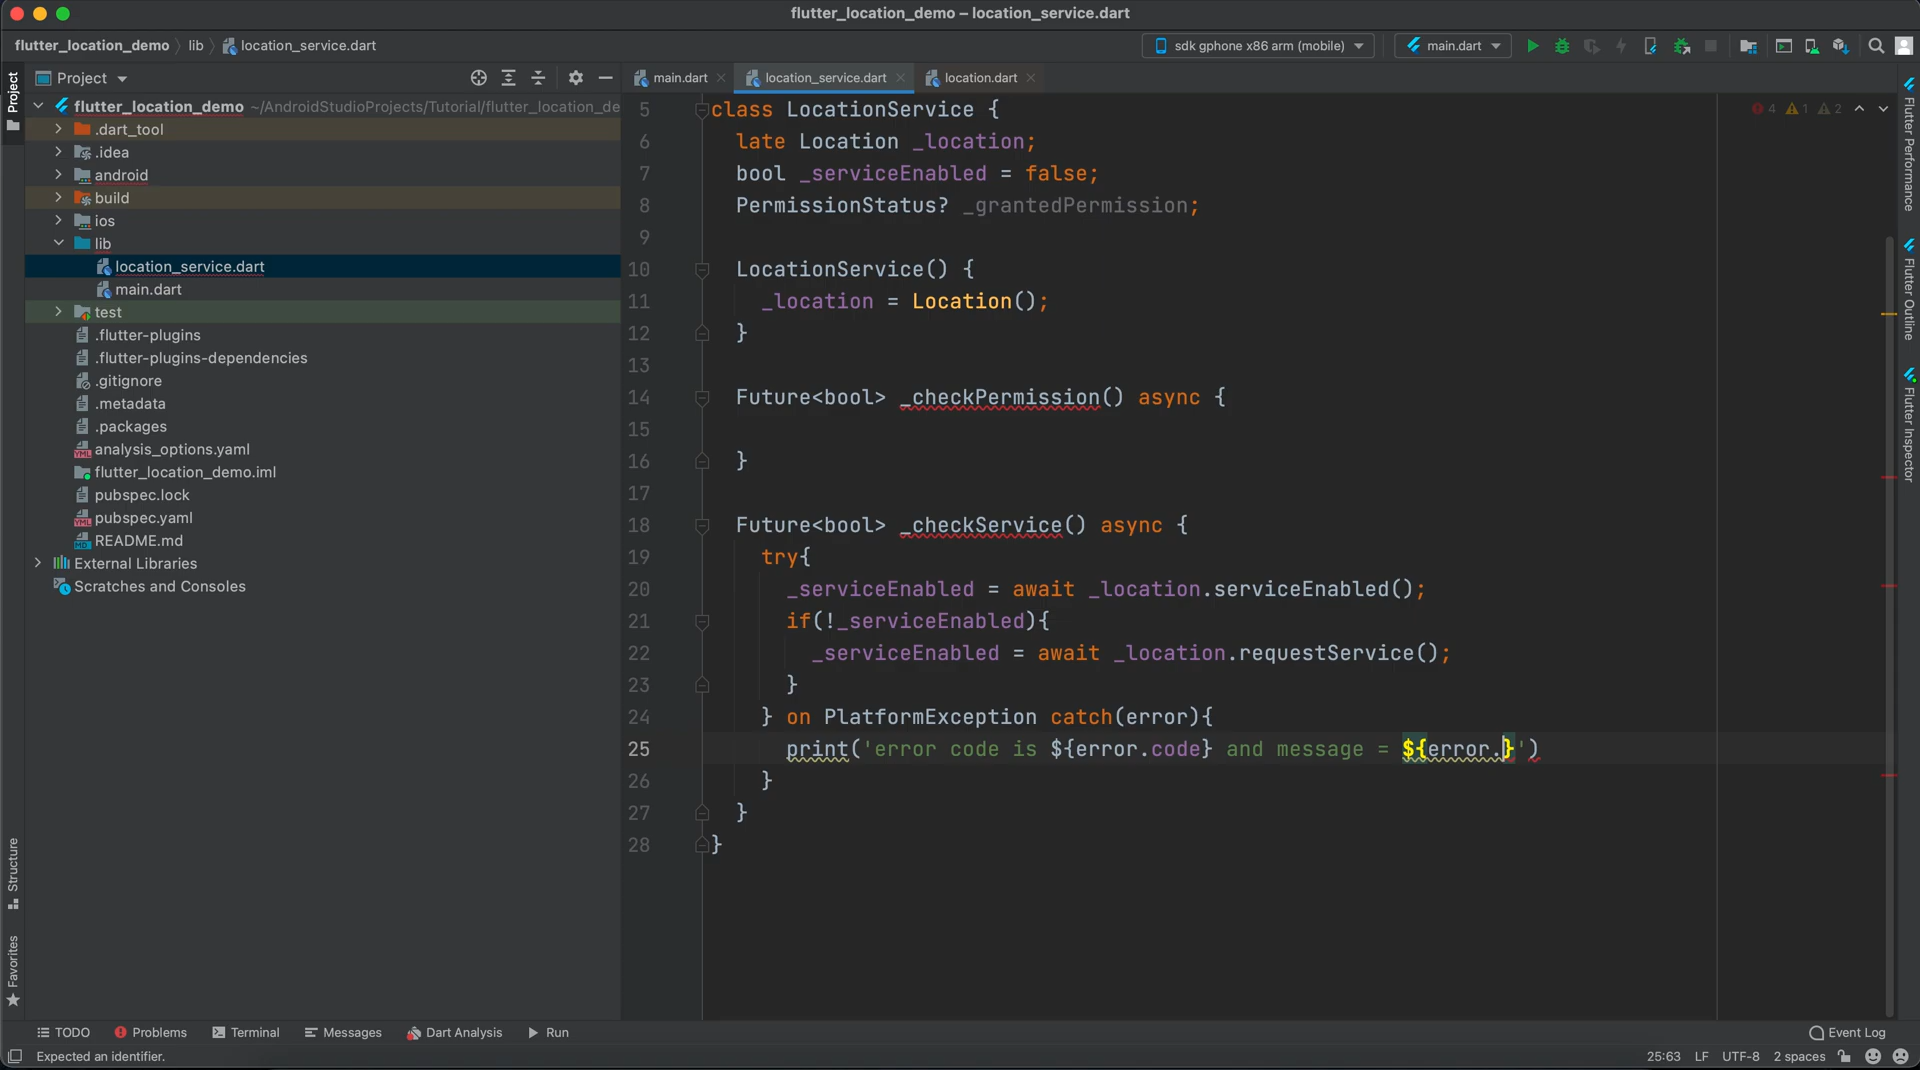 flutter_location_demo – location_service.dart
flutter_location_demo lib location_service.dart
sdk gphone x86 arm (mobile) main.dart
Project
main.dart location_service.dart location.dart
flutter_location_demo ~/AndroidStudioProjects/Tutorial/flutter_location_de
.dart_tool
.idea
android
build
ios
lib
location_service.dart
main.dart
test
.flutter-plugins
.flutter-plugins-dependencies
.gitignore
.metadata
.packages
analysis_options.yaml
flutter_location_demo.iml
pubspec.lock
pubspec.yaml
README.md
External Libraries
Scratches and Consoles
Project
Structure
Favorites
4 1 2
5 class LocationService {
6 late Location _location;
7 bool _serviceEnabled = false;
8 PermissionStatus? _grantedPermission;
9
10 LocationService() {
11 _location = Location();
12 }
13
14 Future<bool> _checkPermission() async {
15
16 }
17
18 Future<bool> _checkService() async {
19 try{
20 _serviceEnabled = await _location.serviceEnabled();
21 if(!_serviceEnabled){
22 _serviceEnabled = await _location.requestService();
23 }
24 } on PlatformException catch(error){
25 print('error code is ${error.code} and message = ${error.}')
26 }
27 }
28 }
Flutter Performance
Flutter Outline
Flutter Inspector
TODO Problems Terminal Messages Dart Analysis Run Event Log
Expected an identifier. 25:63 LF UTF-8 2 spaces